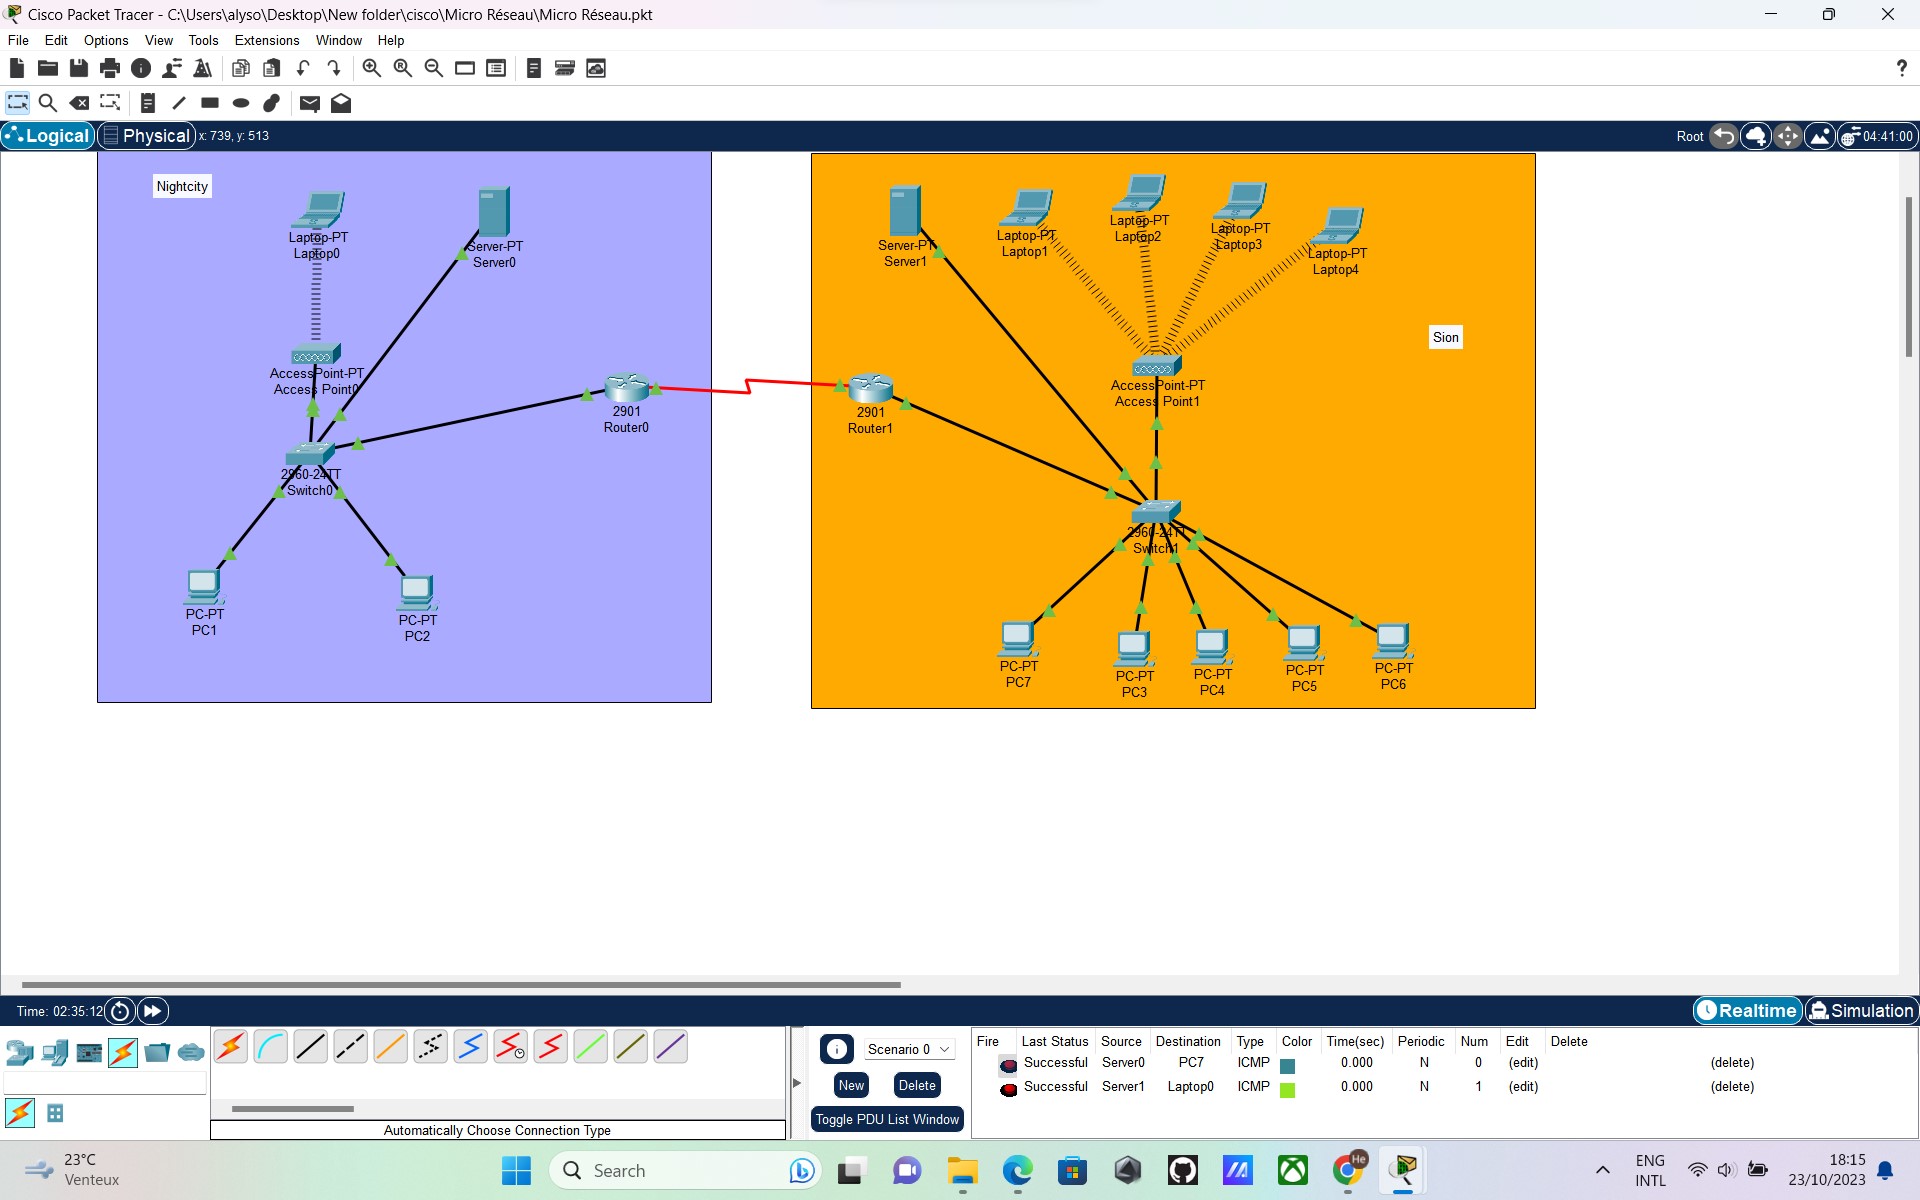 Cisco Packet Tracer - C:\Users\alyso\Desktop\New folder\cisco\Micro Réseau\Micro Réseau.pkt
File Edit Options View Tools Extensions Window Help
?
Logical Physical x: 739, y: 513 Root 04:41:00
Nightcity
Laptop-PT
Laptop0
Server-PT
Server0
AccessPoint-PT
Access Point0
2960-24TT
Switch0
2901
Router0
PC-PT
PC1
PC-PT
PC2
Server-PT
Server1
Laptop-PT
Laptop1
Laptop-PT
Laptop2
Laptop-PT
Laptop3
Laptop-PT
Laptop4
Sion
AccessPoint-PT
Access Point1
2901
Router1
2960-24TT
Switch1
PC-PT
PC7
PC-PT
PC3
PC-PT
PC4
PC-PT
PC5
PC-PT
PC6
Time: 02:35:12 Realtime Simulation
Automatically Choose Connection Type
Scenario 0
New Delete
Toggle PDU List Window
Fire Last Status Source Destination Type Color Time(sec) Periodic Num Edit Delete
Successful Server0 PC7 ICMP 0.000 N 0 (edit) (delete)
Successful Server1 Laptop0 ICMP 0.000 N 1 (edit) (delete)
23°C
Venteux
Search
He
ENG
INTL
18:15
23/10/2023